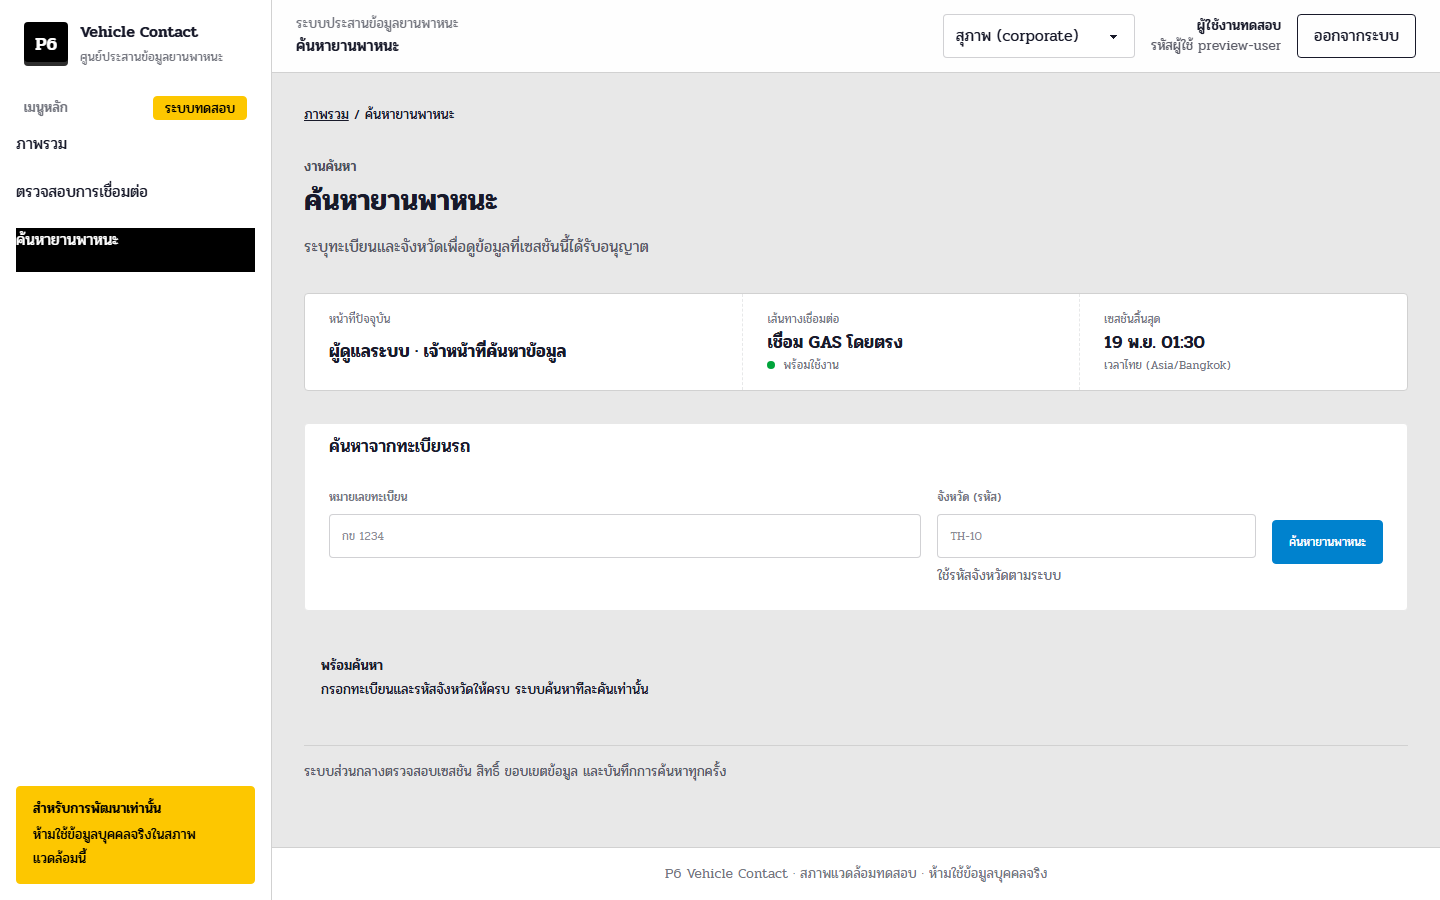 P6
Vehicle Contact
ศูนย์ประสานข้อมูลยานพาหนะ
เมนูหลัก
ระบบทดสอบ
ภาพรวม
ตรวจสอบการเชื่อมต่อ
ค้นหายานพาหนะ
สำหรับการพัฒนาเท่านั้น
ห้ามใช้ข้อมูลบุคคลจริงในสภาพ
แวดล้อมนี้
ระบบประสานข้อมูลยานพาหนะ
ค้นหายานพาหนะ
สุภาพ (corporate)
ผู้ใช้งานทดสอบ
รหัสผู้ใช้ preview-user
ออกจากระบบ
ภาพรวม / ค้นหายานพาหนะ
งานค้นหา
ค้นหายานพาหนะ
ระบุทะเบียนและจังหวัดเพื่อดูข้อมูลที่เซสชันนี้ได้รับอนุญาต
หน้าที่ปัจจุบัน
ผู้ดูแลระบบ · เจ้าหน้าที่ค้นหาข้อมูล
เส้นทางเชื่อมต่อ
เชื่อม GAS โดยตรง
พร้อมใช้งาน
เซสชันสิ้นสุด
19 พ.ย. 01:30
เวลาไทย (Asia/Bangkok)
ค้นหาจากทะเบียนรถ
หมายเลขทะเบียน
กข 1234
จังหวัด (รหัส)
TH-10
ใช้รหัสจังหวัดตามระบบ
ค้นหายานพาหนะ
พร้อมค้นหา
กรอกทะเบียนและรหัสจังหวัดให้ครบ ระบบค้นหาทีละคันเท่านั้น
ระบบส่วนกลางตรวจสอบเซสชัน สิทธิ์ ขอบเขตข้อมูล และบันทึกการค้นหาทุกครั้ง
P6 Vehicle Contact · สภาพแวดล้อมทดสอบ · ห้ามใช้ข้อมูลบุคคลจริง